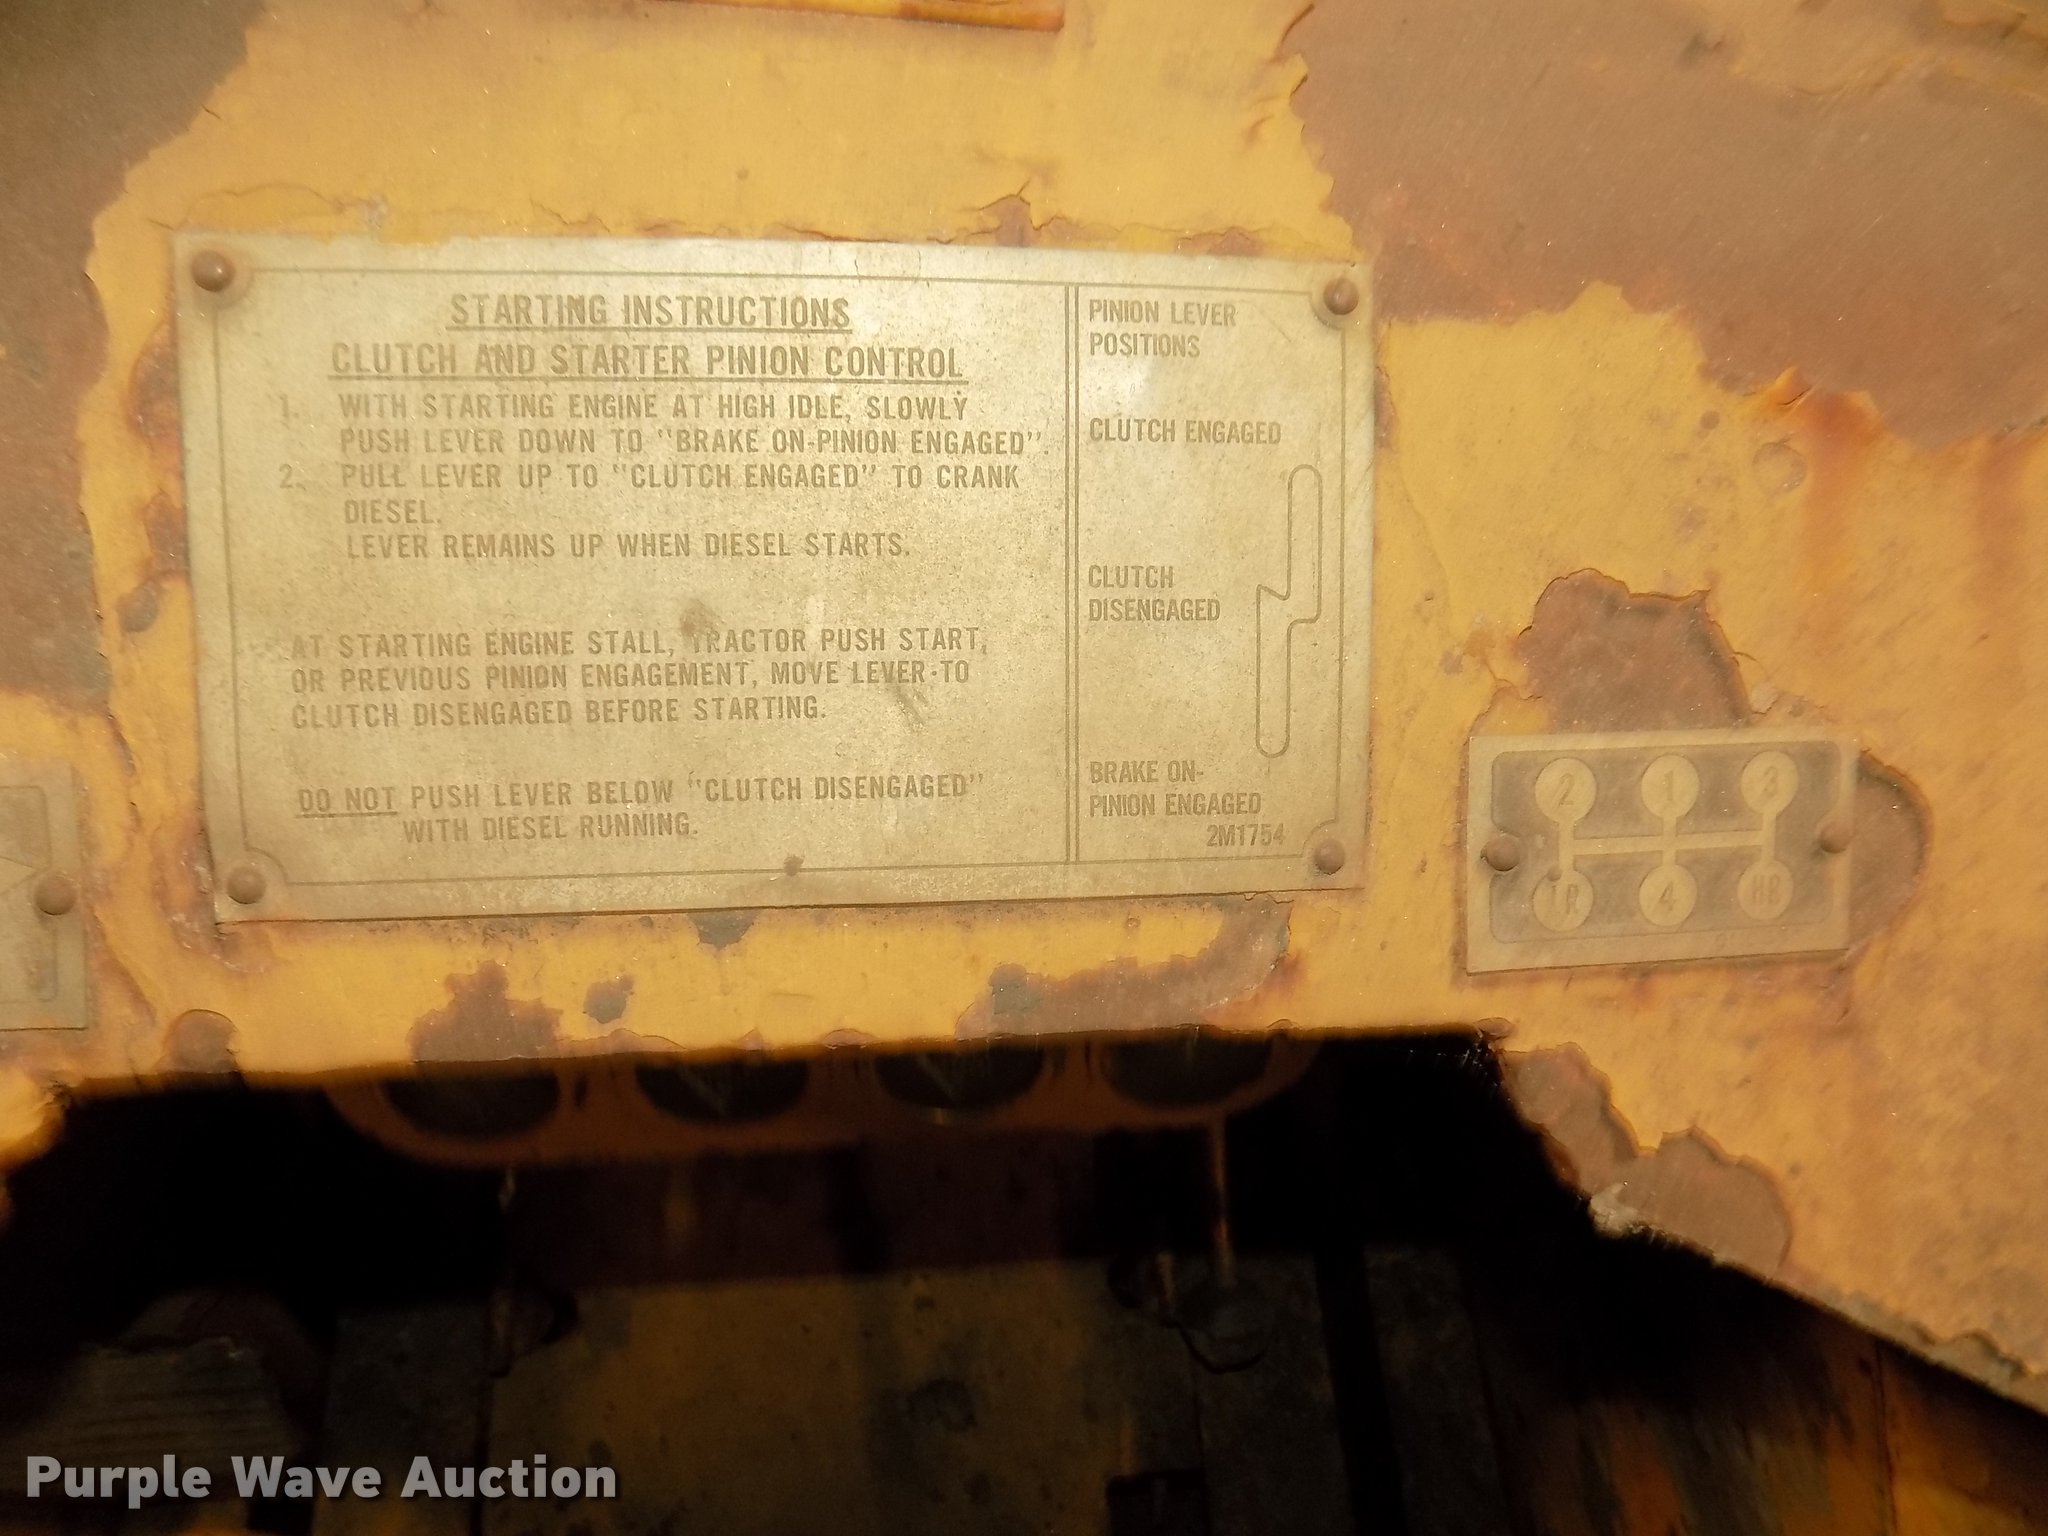 STARTING INSTRUCTIONS
CLUTCH AND STARTER PINION CONTROL
1. WITH STARTING ENGINE AT HIGH IDLE, SLOWLY
PUSH LEVER DOWN TO "BRAKE ON-PINION ENGAGED".
2. PULL LEVER UP TO "CLUTCH ENGAGED" TO CRANK
DIESEL.
LEVER REMAINS UP WHEN DIESEL STARTS.
AT STARTING ENGINE STALL, TRACTOR PUSH START,
OR PREVIOUS PINION ENGAGEMENT, MOVE LEVER TO
CLUTCH DISENGAGED BEFORE STARTING.
DO NOT PUSH LEVER BELOW "CLUTCH DISENGAGED"
WITH DIESEL RUNNING.
PINION LEVER
POSITIONS
CLUTCH ENGAGED
CLUTCH
DISENGAGED
BRAKE ON-
PINION ENGAGED
2M1754
2 1 3
4
Purple Wave Auction